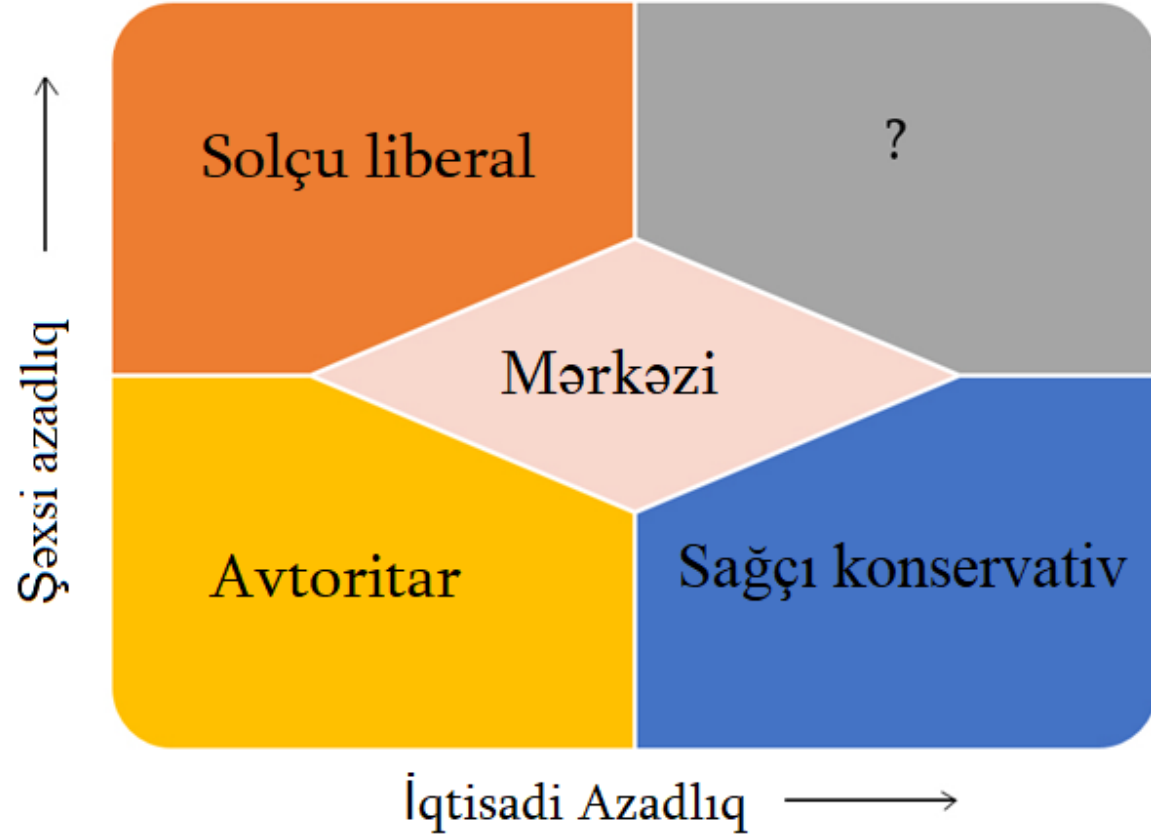 Solçu liberal
?
Mərkəzi
Avtoritar
Sağçı konservativ
Şəxsi azadlıq
İqtisadi Azadlıq